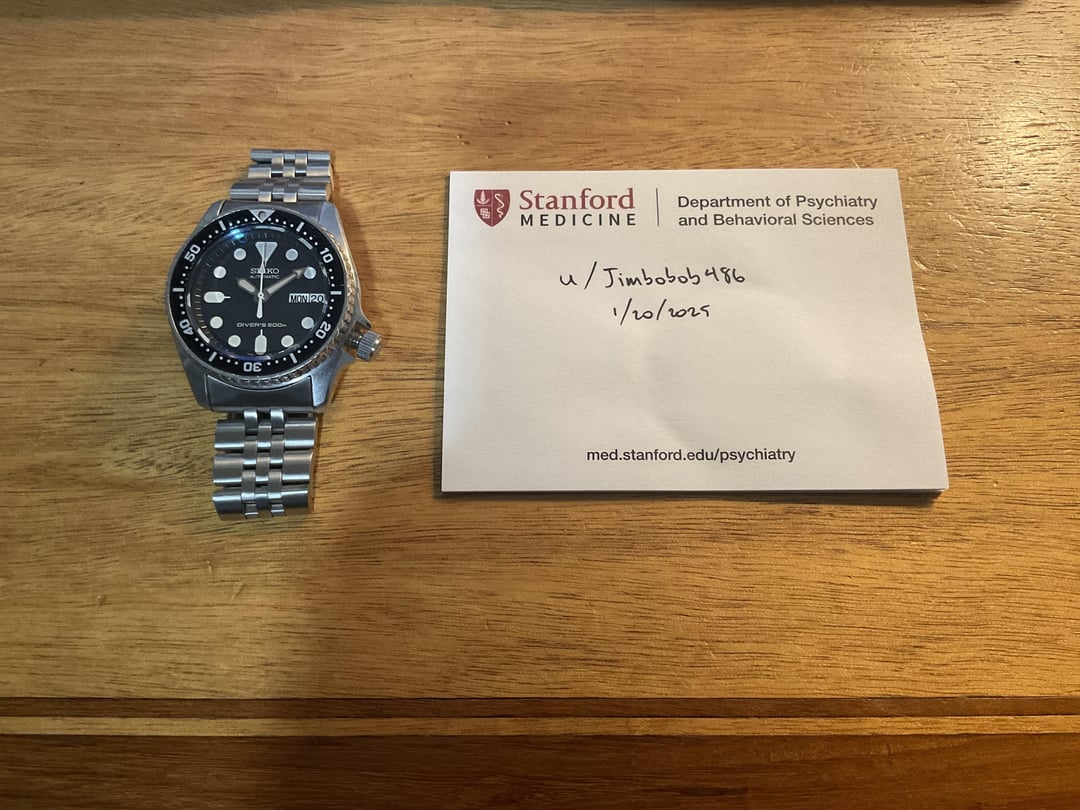 50
10
SEIKO
AUTOMATIC
MON 20
40
20
DIVER'S 200m
30
Stanford
MEDICINE
Department of Psychiatry
and Behavioral Sciences
u/Jimbobob486
1/20/2025
med.stanford.edu/psychiatry